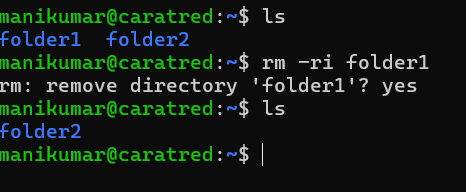 manikumar@caratred:~$ ls
folder1  folder2
manikumar@caratred:~$ rm -ri folder1
rm: remove directory 'folder1'? yes
manikumar@caratred:~$ ls
folder2
manikumar@caratred:~$